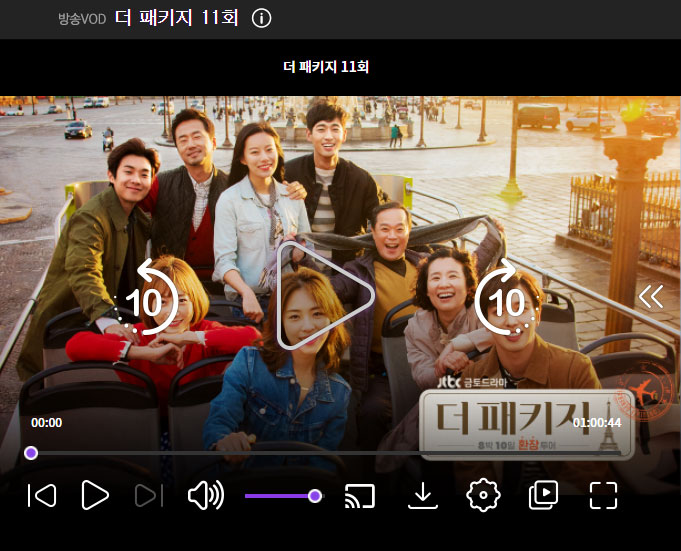 방송VOD 더 패키지 11회
더 패키지 11회
10
10
jtbc 금토드라마
더 패키지
8박 10일 환장 투어
00:00
01:00:44